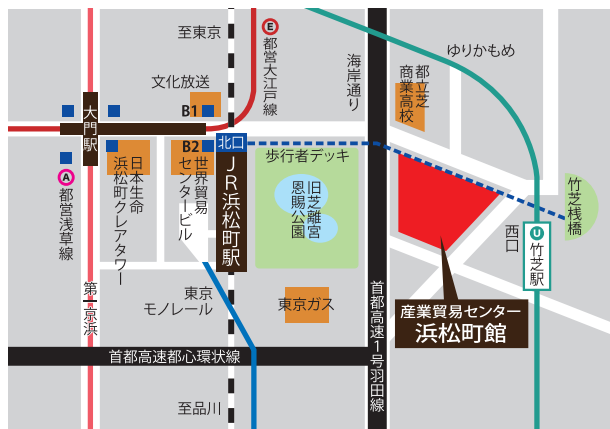 至東京
E
都営大江戸線
海岸通り
ゆりかもめ
文化放送
都立芝
商業高校
大門駅
B1
B2
北口
歩行者デッキ
JR浜松町駅
A
都営浅草線
日本生命
浜松町クレアタワー
世界貿易
センタービル
旧芝離宮
恩賜公園
竹芝桟橋
西口
U
竹芝駅
第一京浜
東京
モノレール
東京ガス
首都高速1号羽田線
産業貿易センター
浜松町館
首都高速都心環状線
至品川